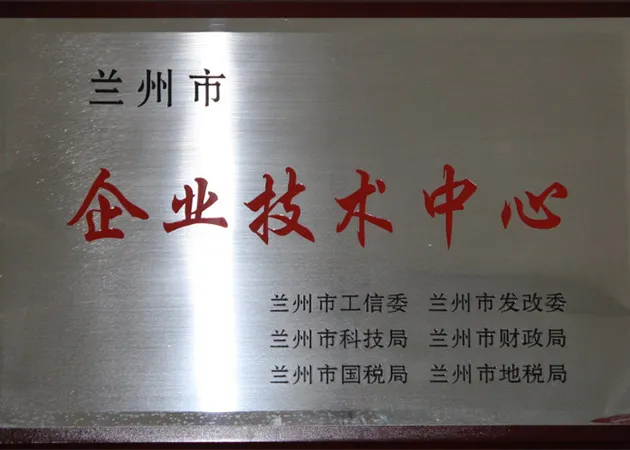 兰州市
企业技术中心
兰州市工信委 兰州市发改委
兰州市科技局 兰州市财政局
兰州市国税局 兰州市地税局